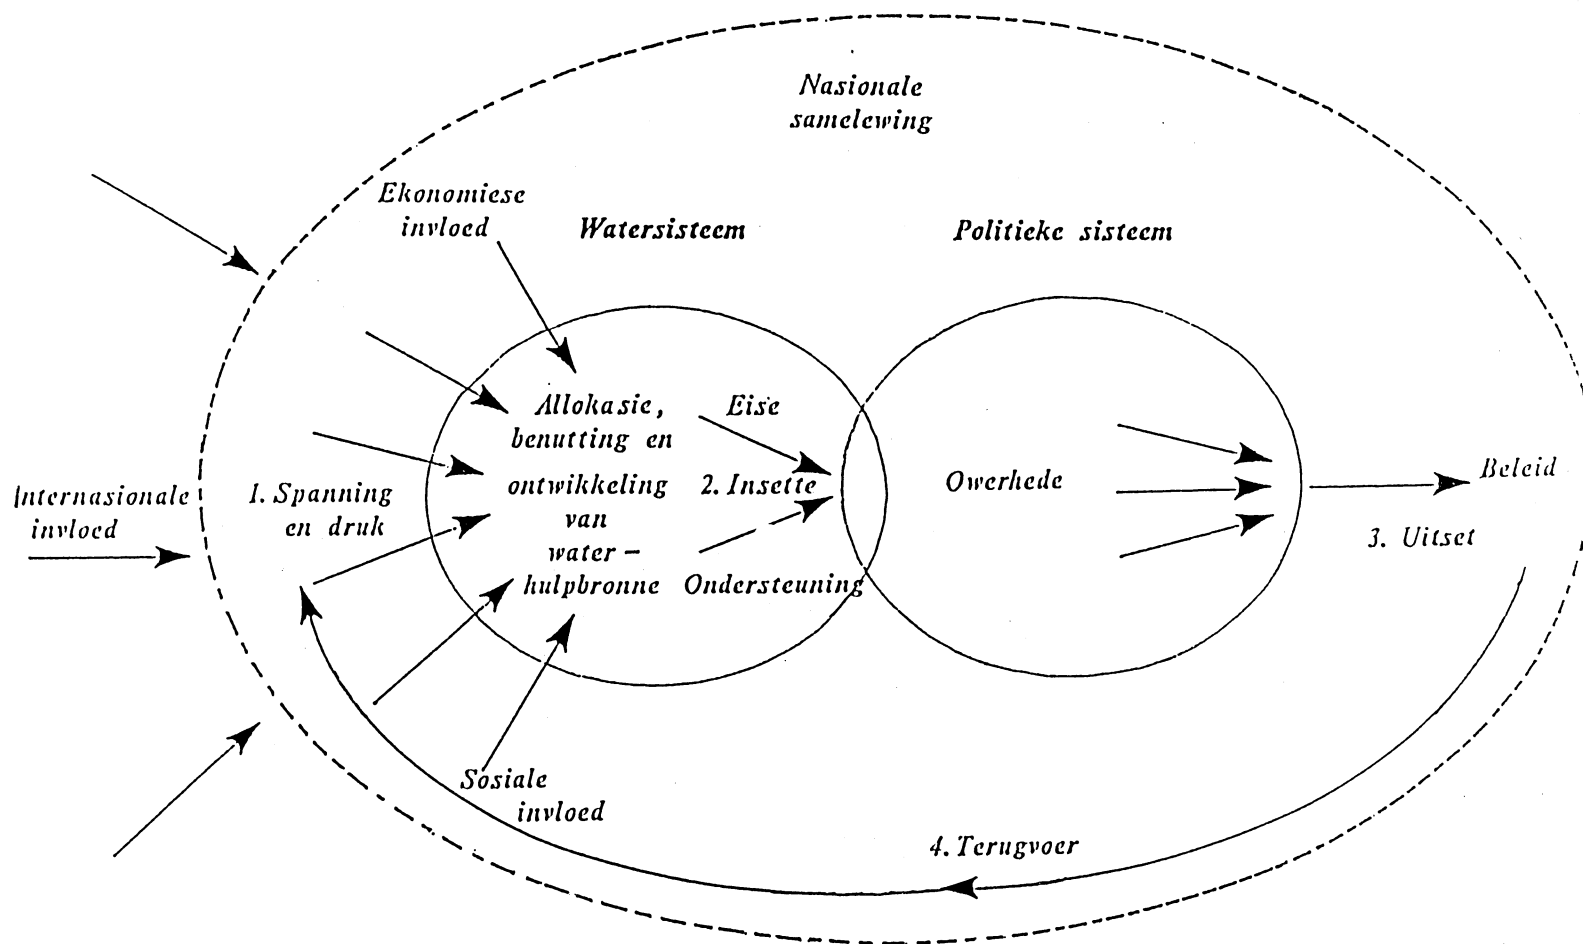 Nasionale
samelewing
Ekonomiese
invloed
Watersisteem
Politieke sisteem
Allokasie,
benutting en
ontwikkeling
van
water –
hulpbronne
Eise
2. Insette
Ondersteuning
Owerhede
Beleid
3. Uitset
Internasionale
invloed
1. Spanning
en druk
Sosiale
invloed
4. Terugvoer